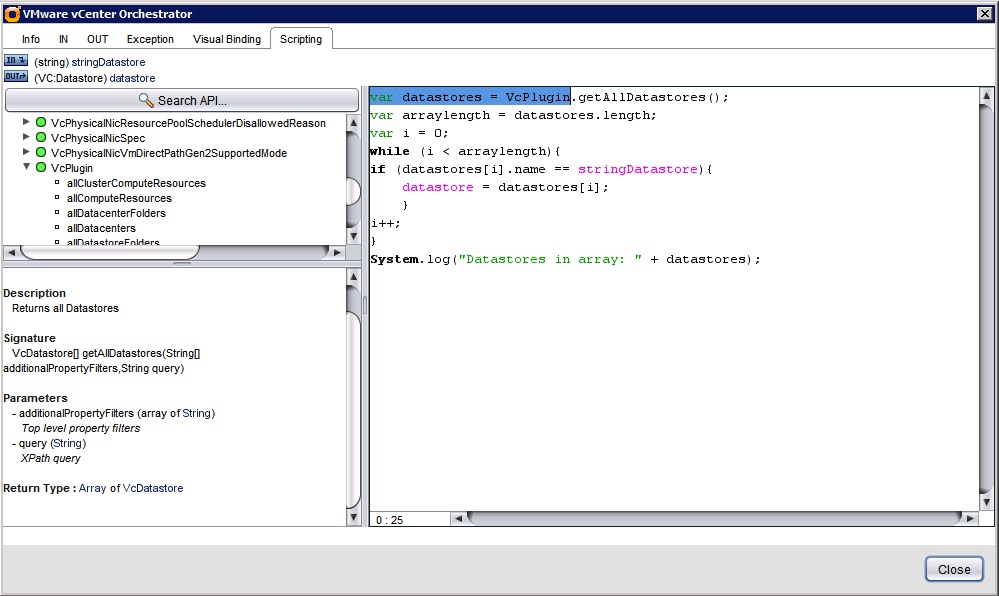 VMware vCenter Orchestrator
Info IN OUT Exception Visual Binding Scripting
IN (string) stringDatastore
OUT (VC:Datastore) datastore
Search API...
VcPhysicalNicResourcePoolSchedulerDisallowedReason
VcPhysicalNicSpec
VcPhysicalNicVmDirectPathGen2SupportedMode
VcPlugin
allClusterComputeResources
allComputeResources
allDatacenterFolders
allDatacenters
allDatastoreFolders
Description
Returns all Datastores
Signature
VcDatastore[] getAllDatastores(String[]
additionalPropertyFilters,String query)
Parameters
- additionalPropertyFilters (array of String)
Top level property filters
- query (String)
XPath query
Return Type : Array of VcDatastore
var datastores = VcPlugin.getAllDatastores();
var arraylength = datastores.length;
var i = 0;
while (i < arraylength){
if (datastores[i].name == stringDatastore){
datastore = datastores[i];
}
i++;
}
System.log("Datastores in array: " + datastores);
0 : 25
Close